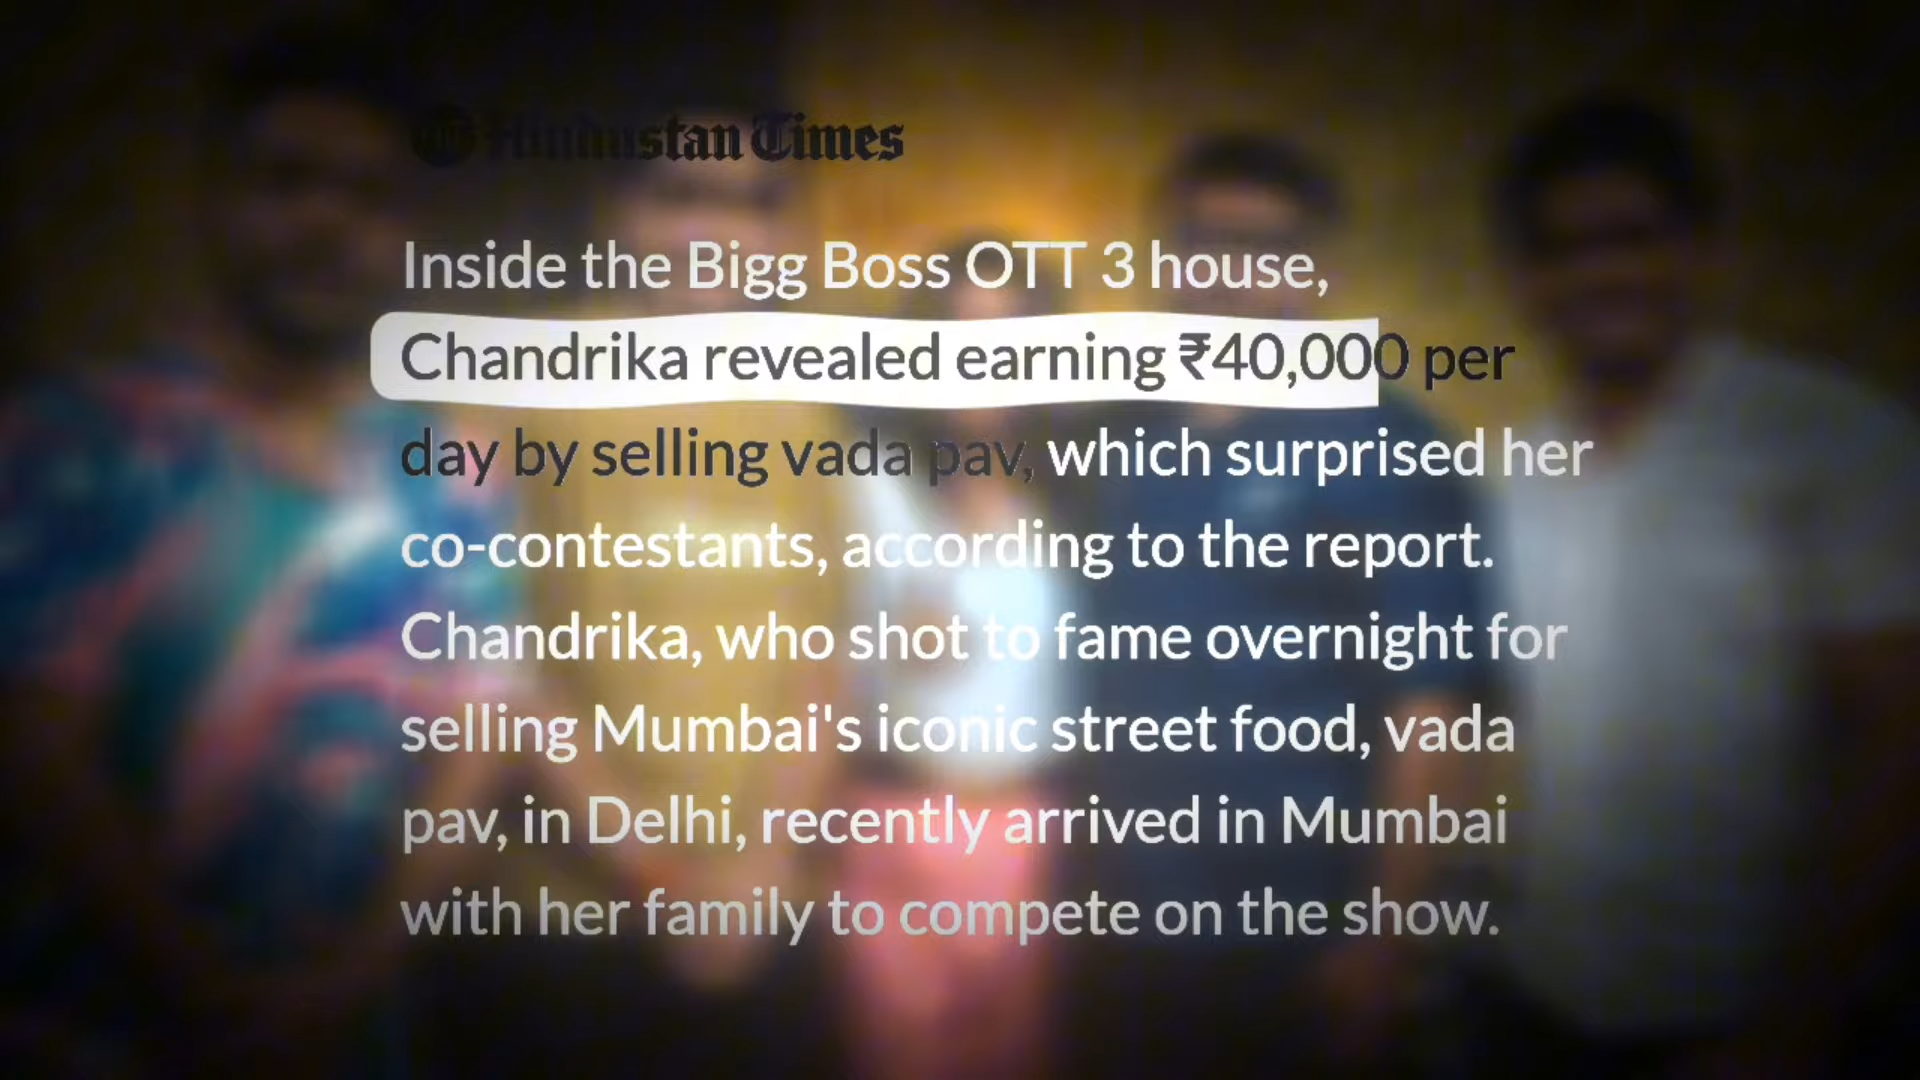 Hindustan Times
Inside the Bigg Boss OTT 3 house,
Chandrika revealed earning ₹40,000 per
day by selling vada pav, which surprised her
co-contestants, according to the report.
Chandrika, who shot to fame overnight for
selling Mumbai's iconic street food, vada
pav, in Delhi, recently arrived in Mumbai
with her family to compete on the show.